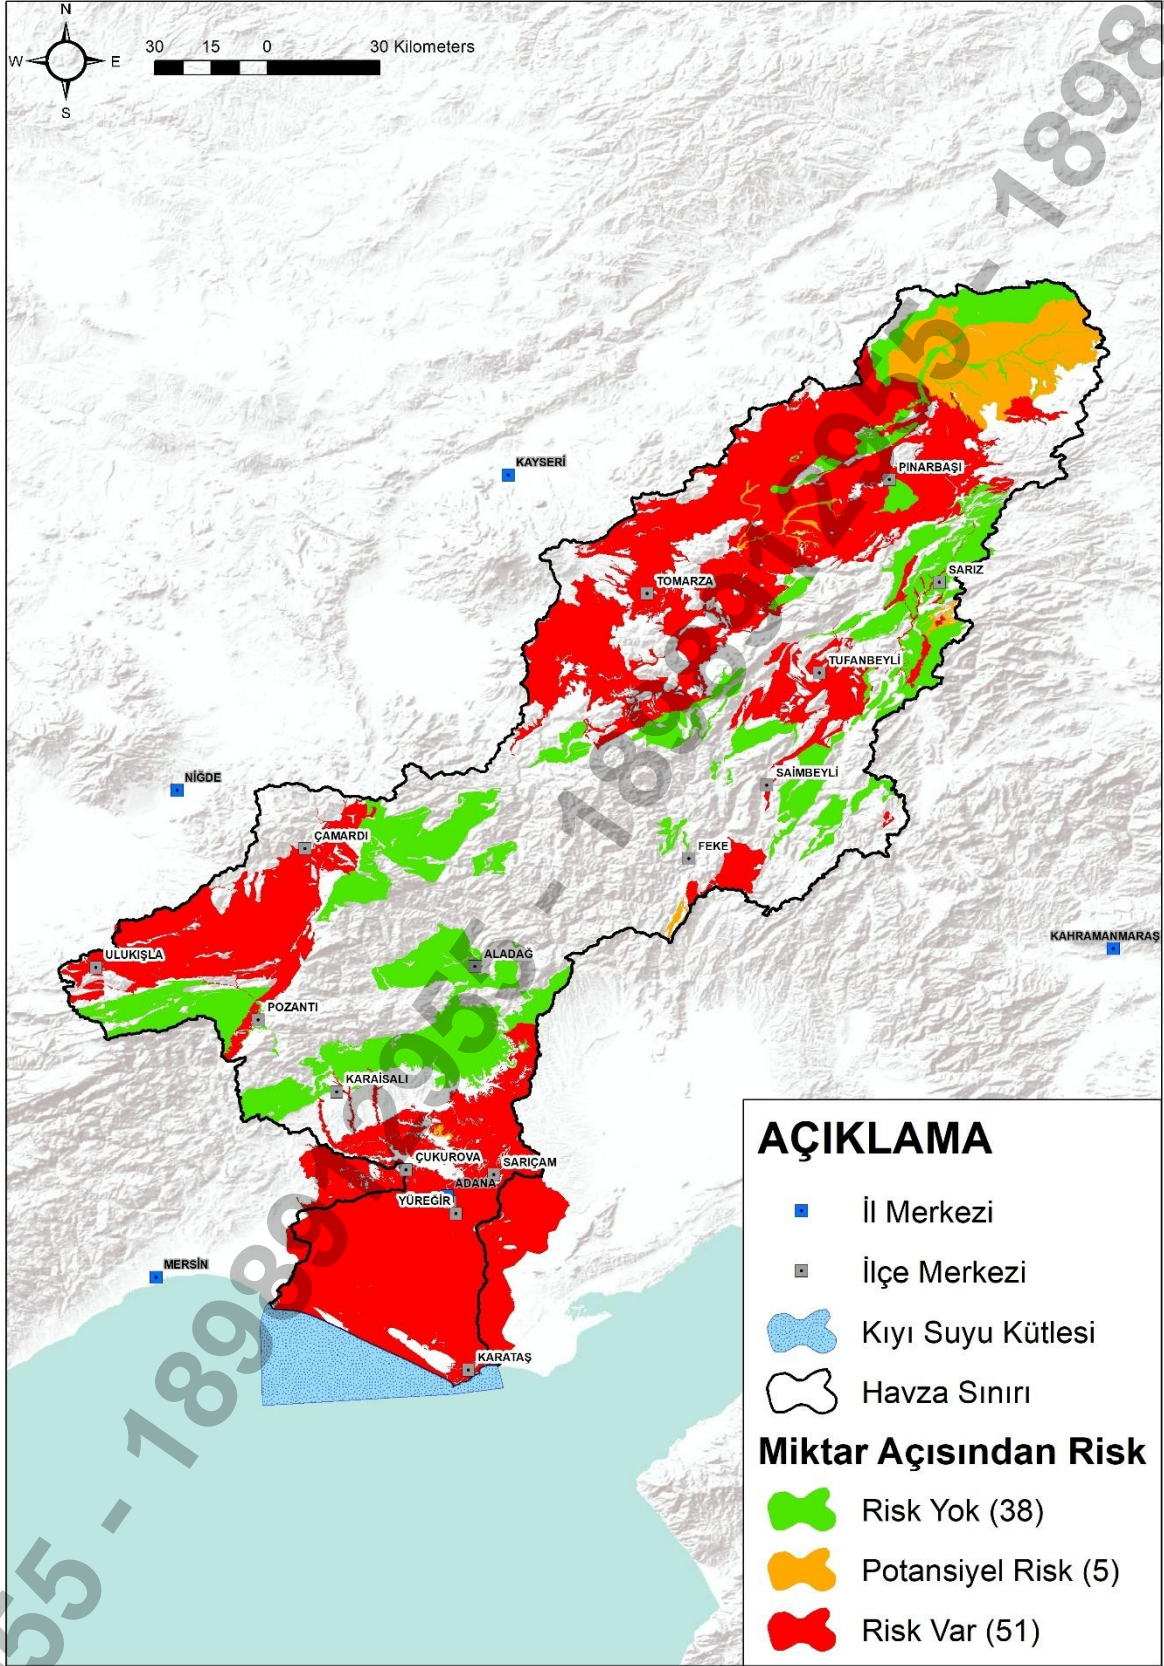 N
W E
S
30 15 0 30 Kilometers
KAYSERİ
PINARBAŞI
TOMARZA
SARIZ
TUFANBEYLİ
SAİMBEYLİ
NİĞDE
ÇAMARDI
FEKE
KAHRAMANMARAŞ
ULUKIŞLA
ALADAĞ
POZANTI
KARAİSALI
ÇUKUROVA
SARIÇAM
ADANA
YÜREĞİR
MERSİN
KARATAŞ
AÇIKLAMA
İl Merkezi
İlçe Merkezi
Kıyı Suyu Kütlesi
Havza Sınırı
Miktar Açısından Risk
Risk Yok (38)
Potansiyel Risk (5)
Risk Var (51)